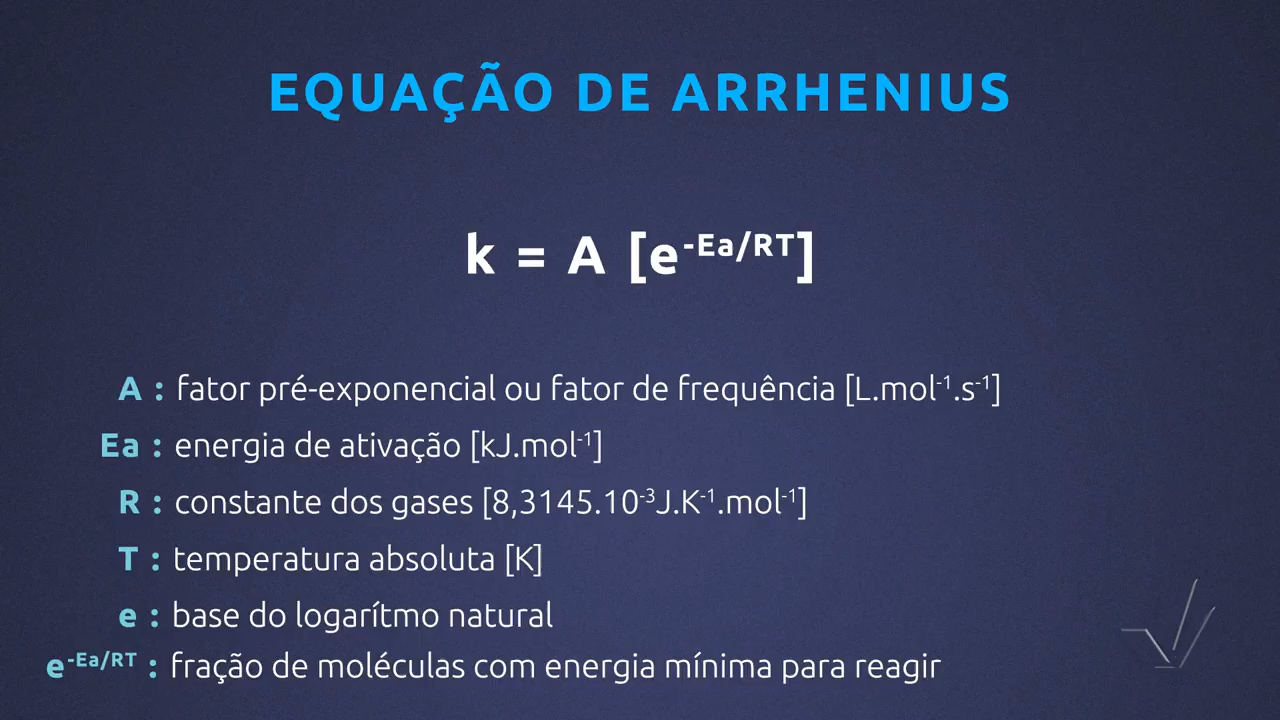 EQUAÇÃO DE ARRHENIUS
k = A [e⁻ᴱᵃ/ᴿᵀ]
A : fator pré-exponencial ou fator de frequência [L.mol⁻¹.s⁻¹]
Ea : energia de ativação [kJ.mol⁻¹]
R : constante dos gases [8,3145.10⁻³J.K⁻¹.mol⁻¹]
T : temperatura absoluta [K]
e : base do logarítmo natural
e⁻ᴱᵃ/ᴿᵀ : fração de moléculas com energia mínima para reagir